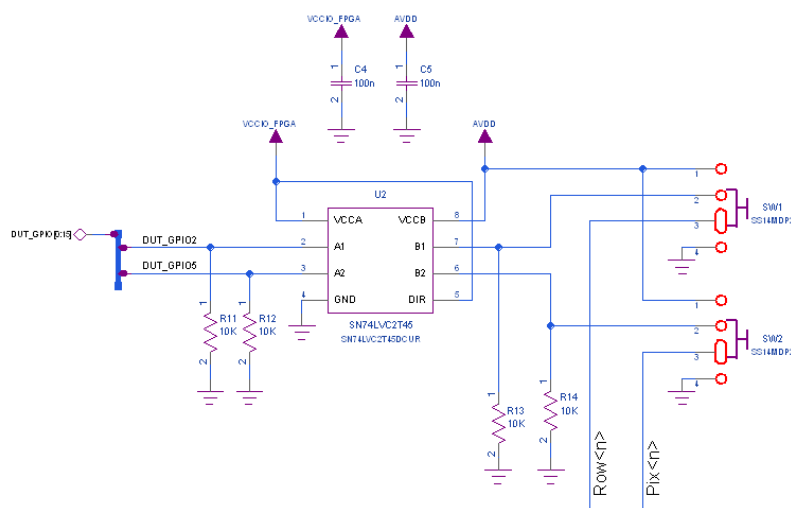 VCCIO_FPGA
AVDD
1
C4
100n
2
1
C5
100n
2
VCCIO_FPGA
AVDD
U2
1
VCCA
VCCB
8
DUT_GPIO[0:15]
DUT_GPIO2
2
A1
B1
7
DUT_GPIO5
3
A2
B2
6
4
GND
DIR
5
SN74LVC2T45
SN74LVC2T45DCUR
1
R11
10K
2
1
R12
10K
2
1
R13
10K
2
1
R14
10K
2
1
2
3
4
SW1
SS14MDP2
1
2
3
4
SW2
SS14MDP2
Row<n>
Pix<n>